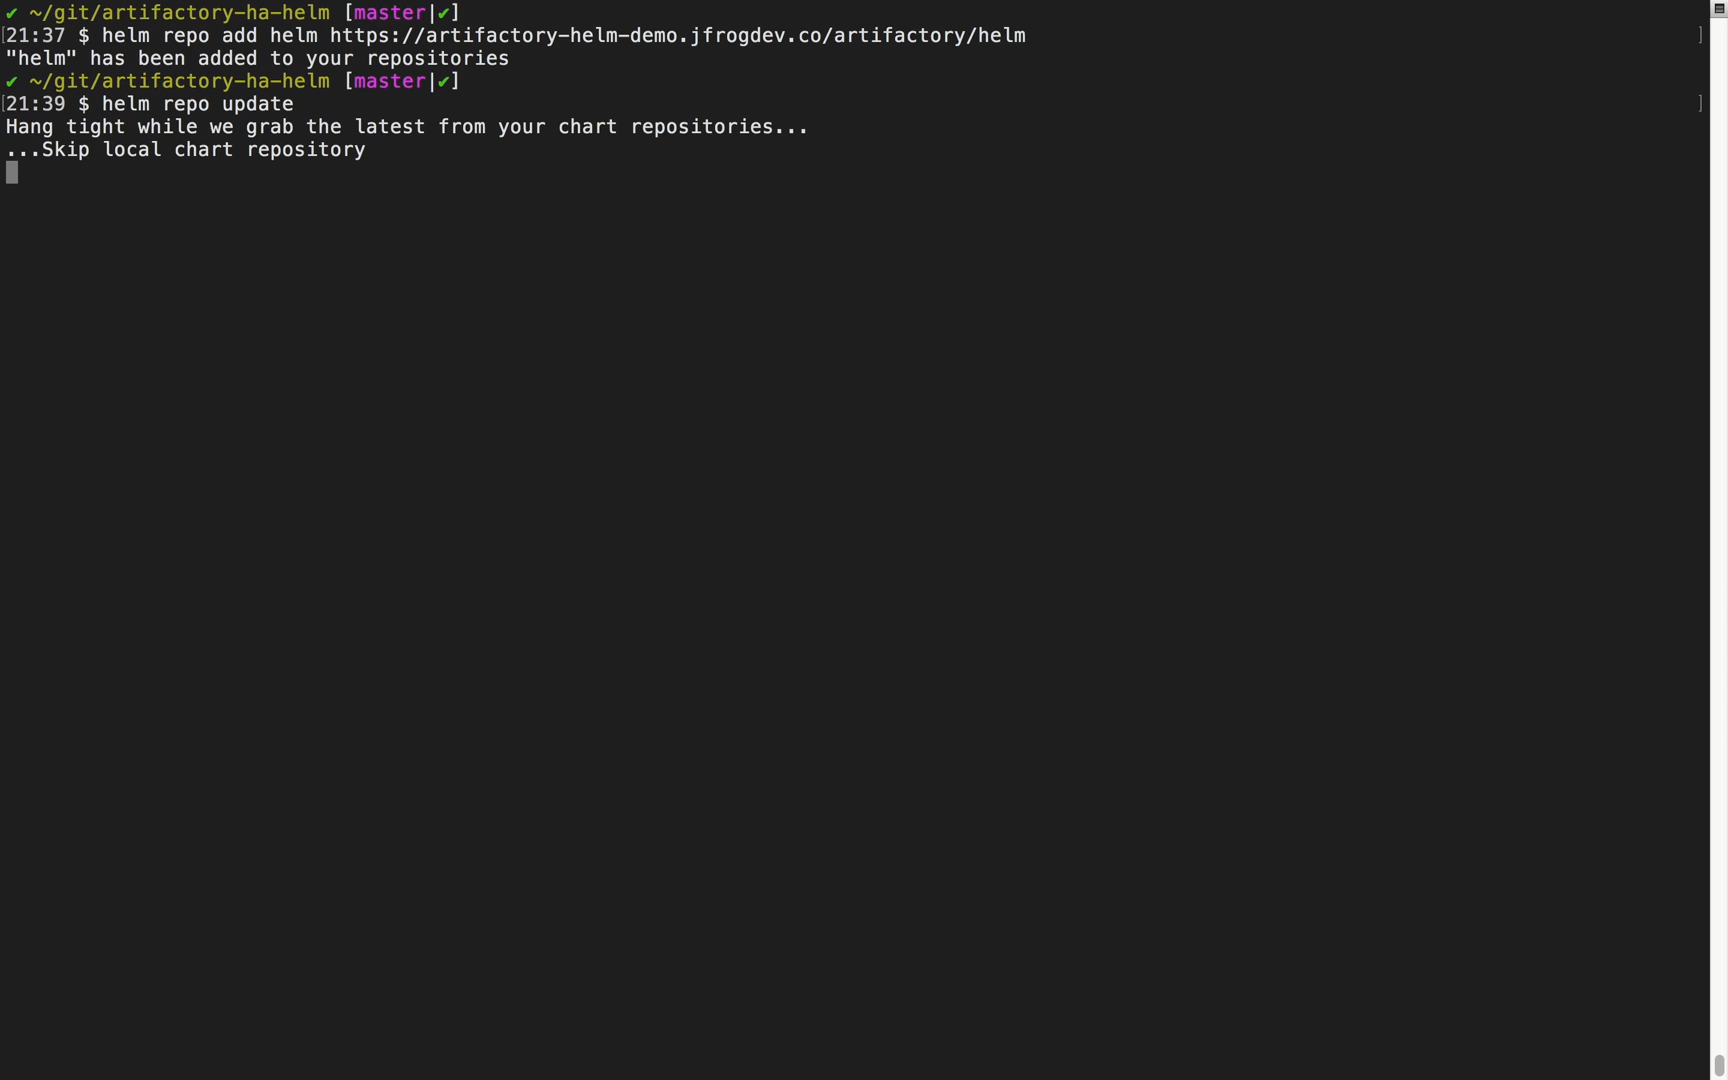 ✔ ~/git/artifactory-ha-helm [master|✔]
[21:37 $ helm repo add helm https://artifactory-helm-demo.jfrogdev.co/artifactory/helm ]
"helm" has been added to your repositories
✔ ~/git/artifactory-ha-helm [master|✔]
[21:39 $ helm repo update ]
Hang tight while we grab the latest from your chart repositories...
...Skip local chart repository